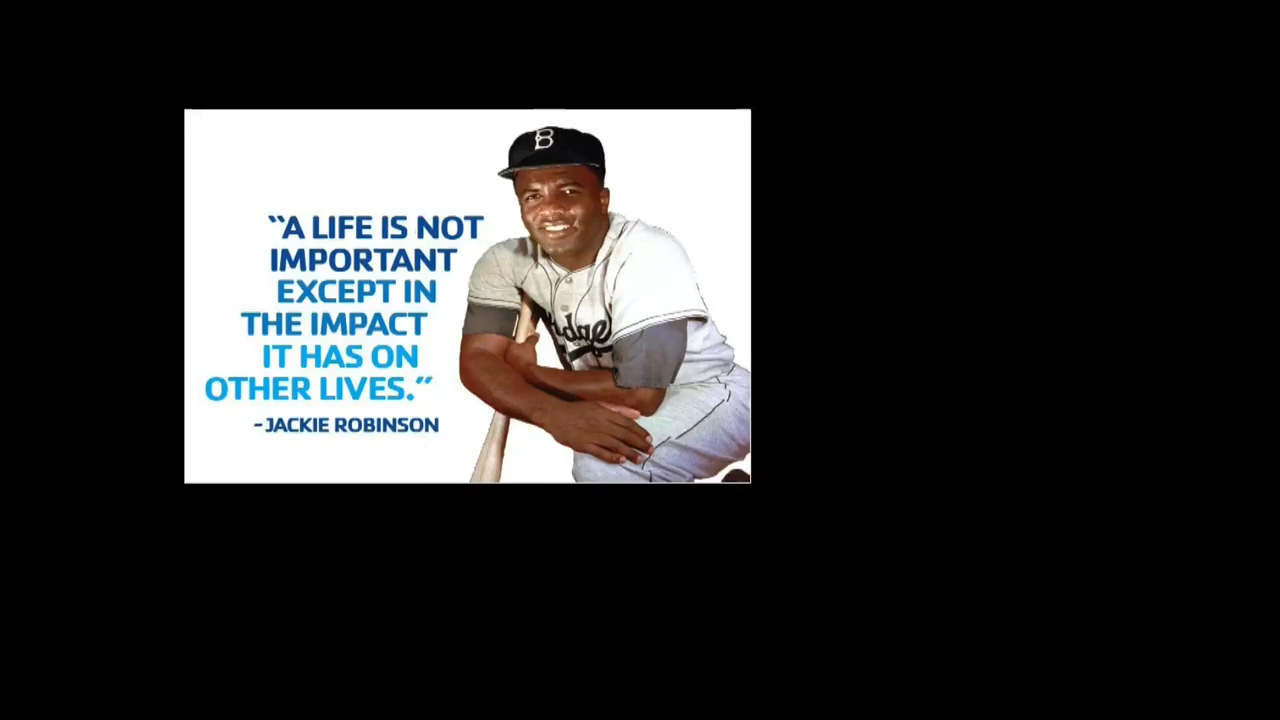 B
“A LIFE IS NOT
IMPORTANT
EXCEPT IN
THE IMPACT
IT HAS ON
OTHER LIVES.”
-JACKIE ROBINSON